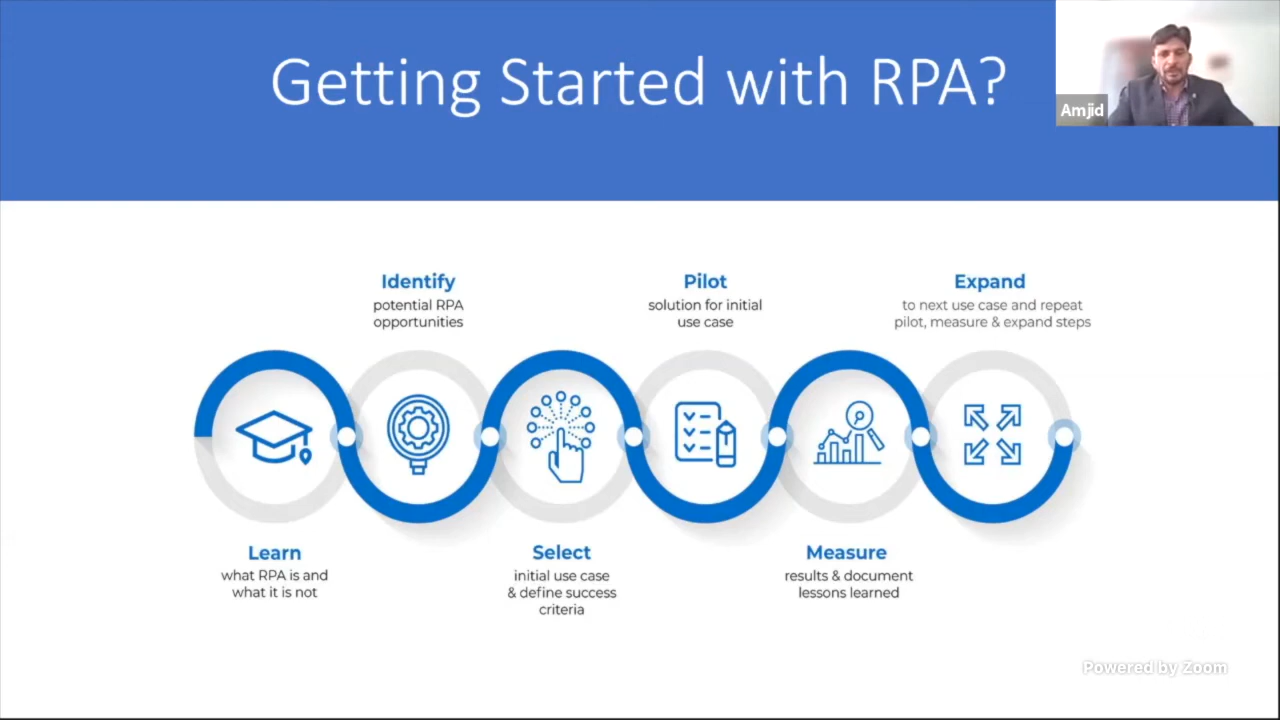 Getting Started with RPA?
Amjid
Identify
potential RPA
opportunities
Pilot
solution for initial
use case
Expand
to next use case and repeat
pilot, measure & expand steps
Learn
what RPA is and
what it is not
Select
initial use case
& define success
criteria
Measure
results & document
lessons learned
Powered by Zoom